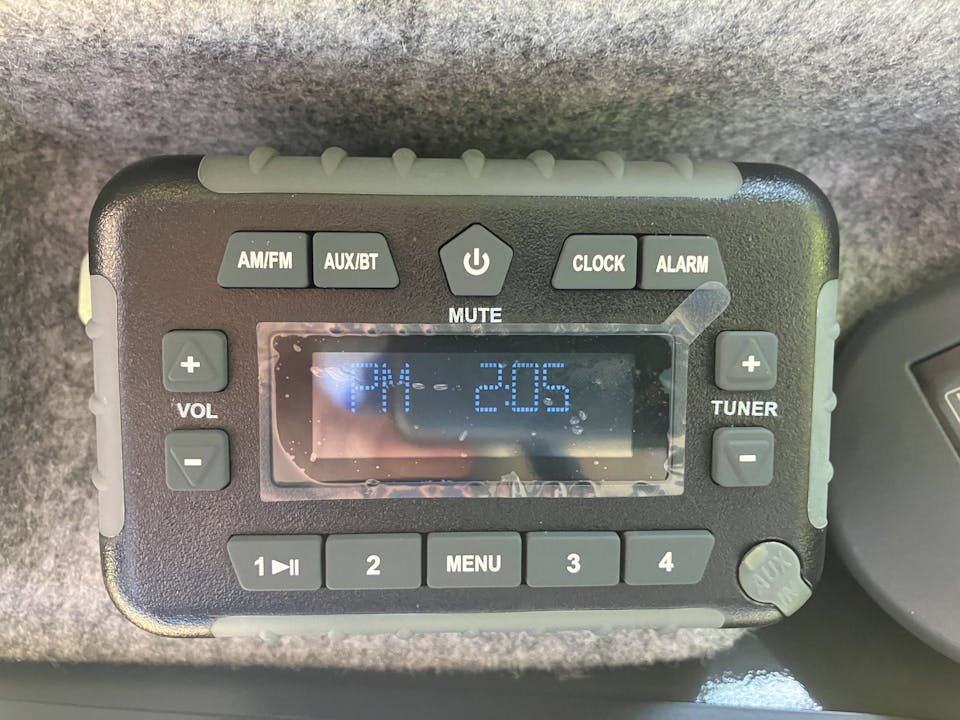 AM/FM AUX/BT CLOCK ALARM
MUTE
PM 2:05
+ +
VOL TUNER
- -
1 ▶II 2 MENU 3 4
AUX IN